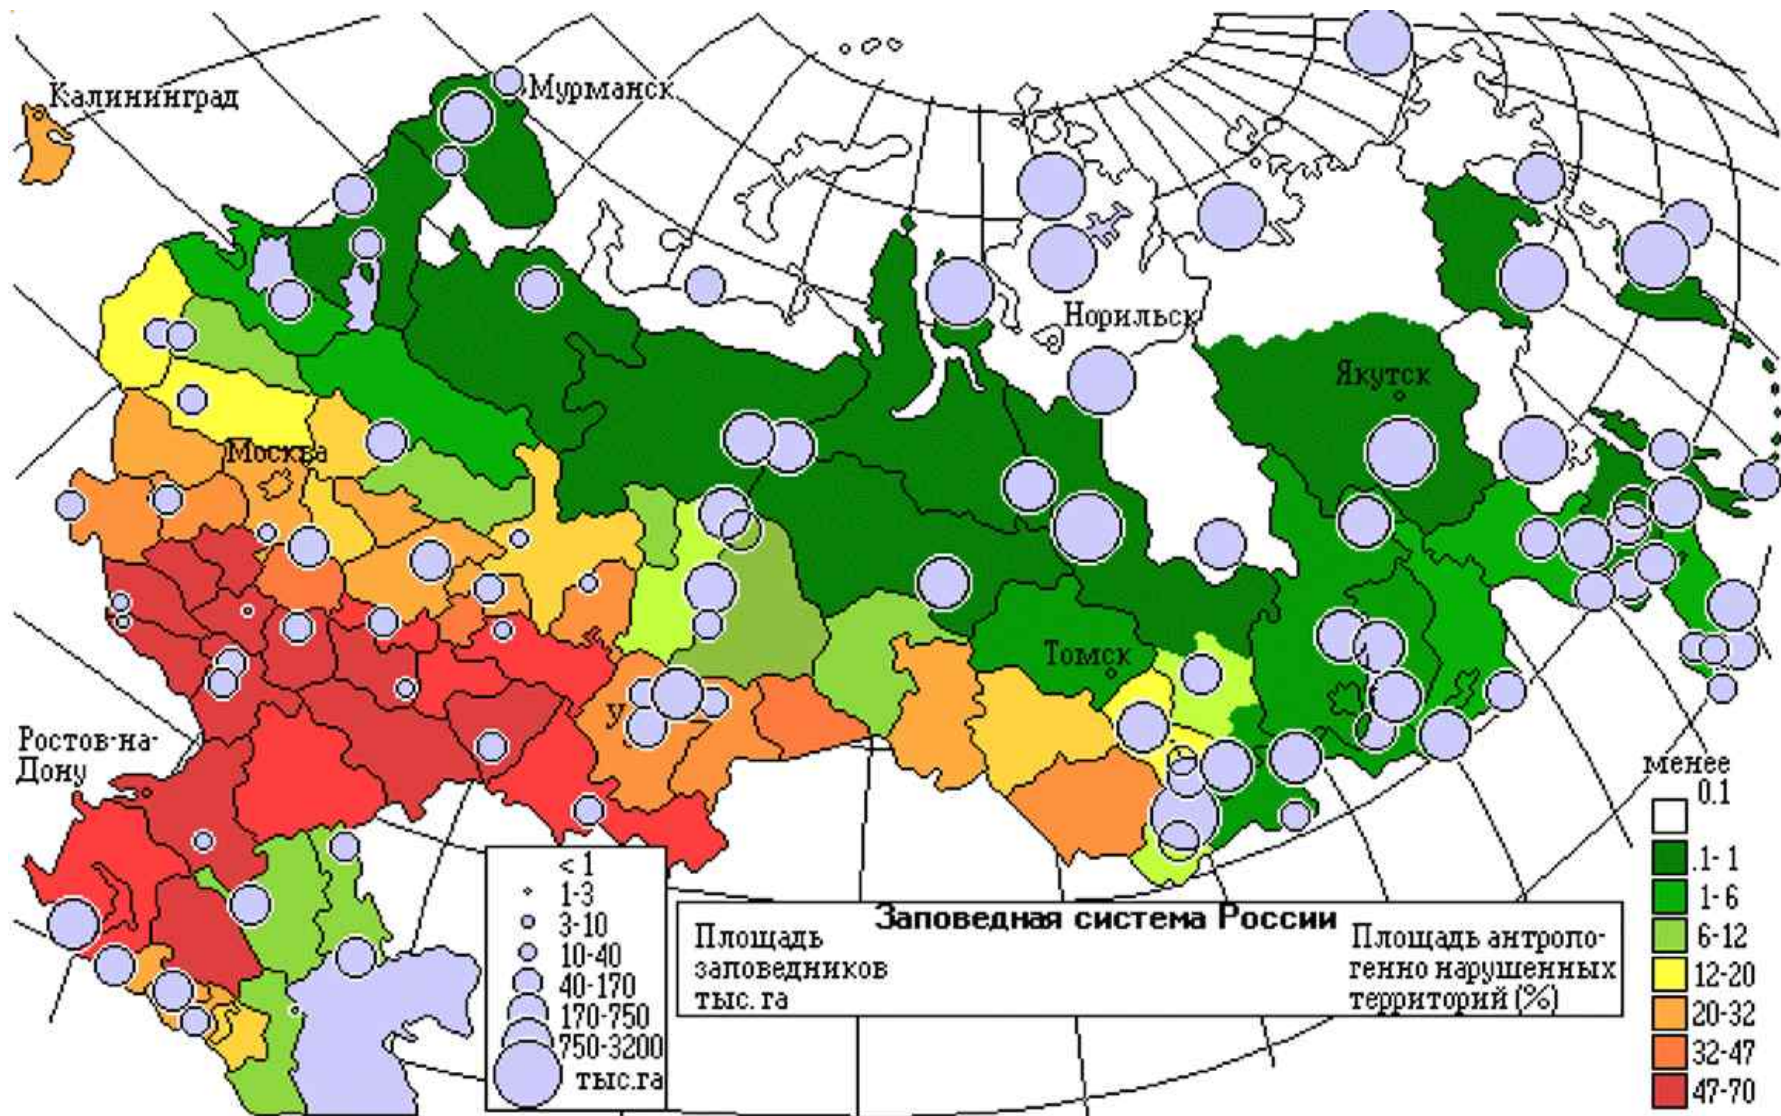 Калининград
Мурманск
Норильск
Якутск
Москва
Томск
У
Ростов-на-
Дону
< 1
1-3
3-10
10-40
40-170
170-750
750-3200
тыс.га
Заповедная система России
Площадь
заповедников
тыс.га
Площадь антропо-
генно нарушенных
территорий (%)
менее
0.1
.1-1
1-6
6-12
12-20
20-32
32-47
47-70